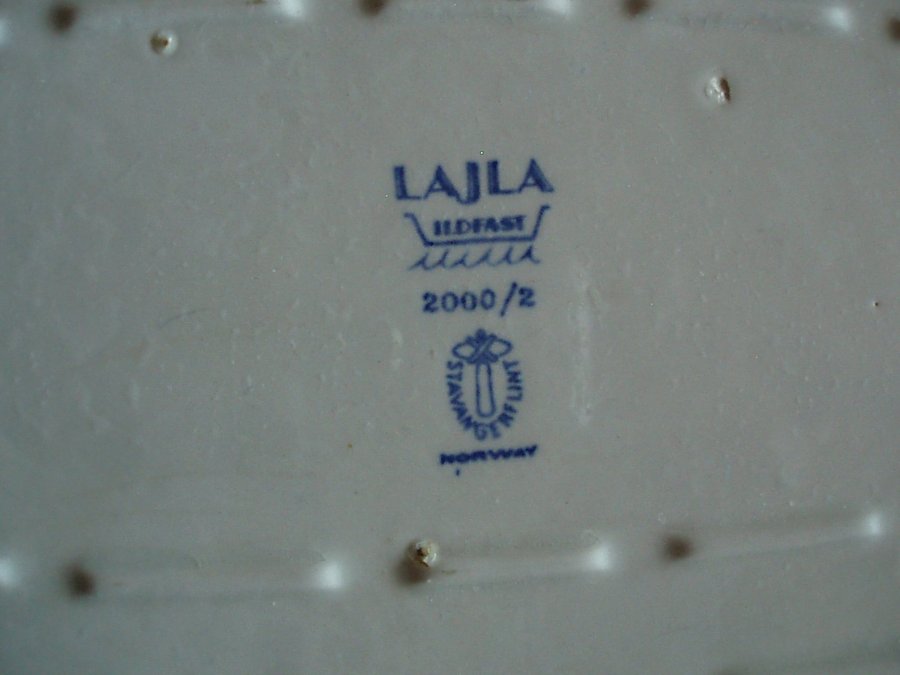 LAJLA
ILDFAST
2000/2
STAVANGERFLINT
NORWAY